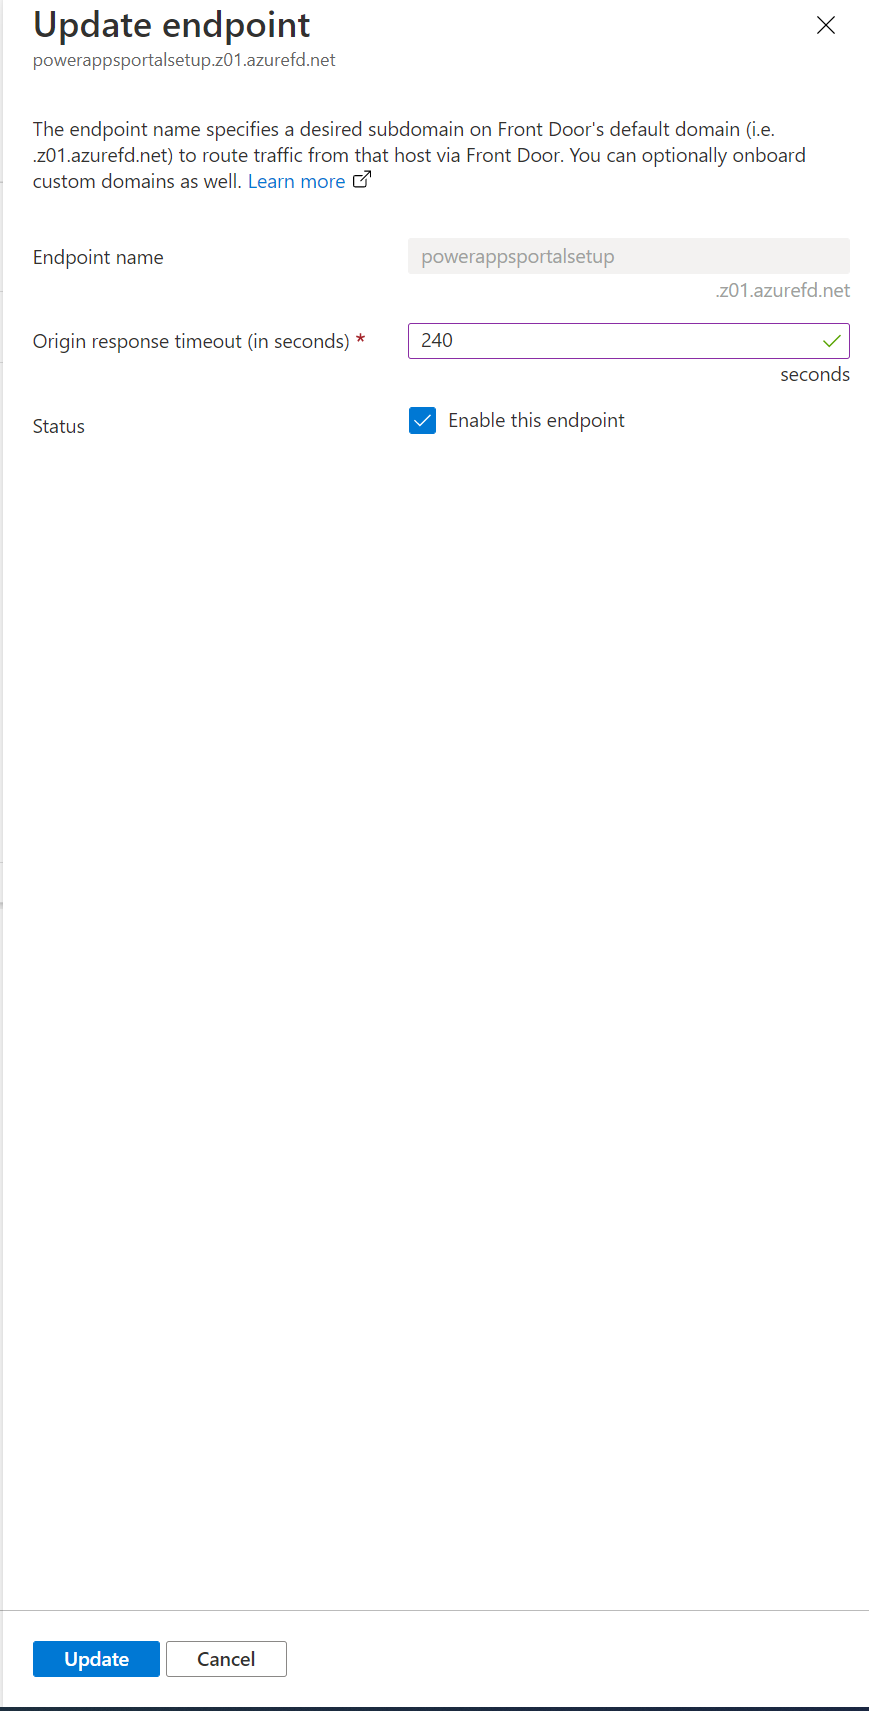 Update endpoint
powerappsportalsetup.z01.azurefd.net
The endpoint name specifies a desired subdomain on Front Door's default domain (i.e.
.z01.azurefd.net) to route traffic from that host via Front Door. You can optionally onboard
custom domains as well. Learn more
Endpoint name
powerappsportalsetup
.z01.azurefd.net
Origin response timeout (in seconds) *
240
seconds
Status
Enable this endpoint
Update
Cancel